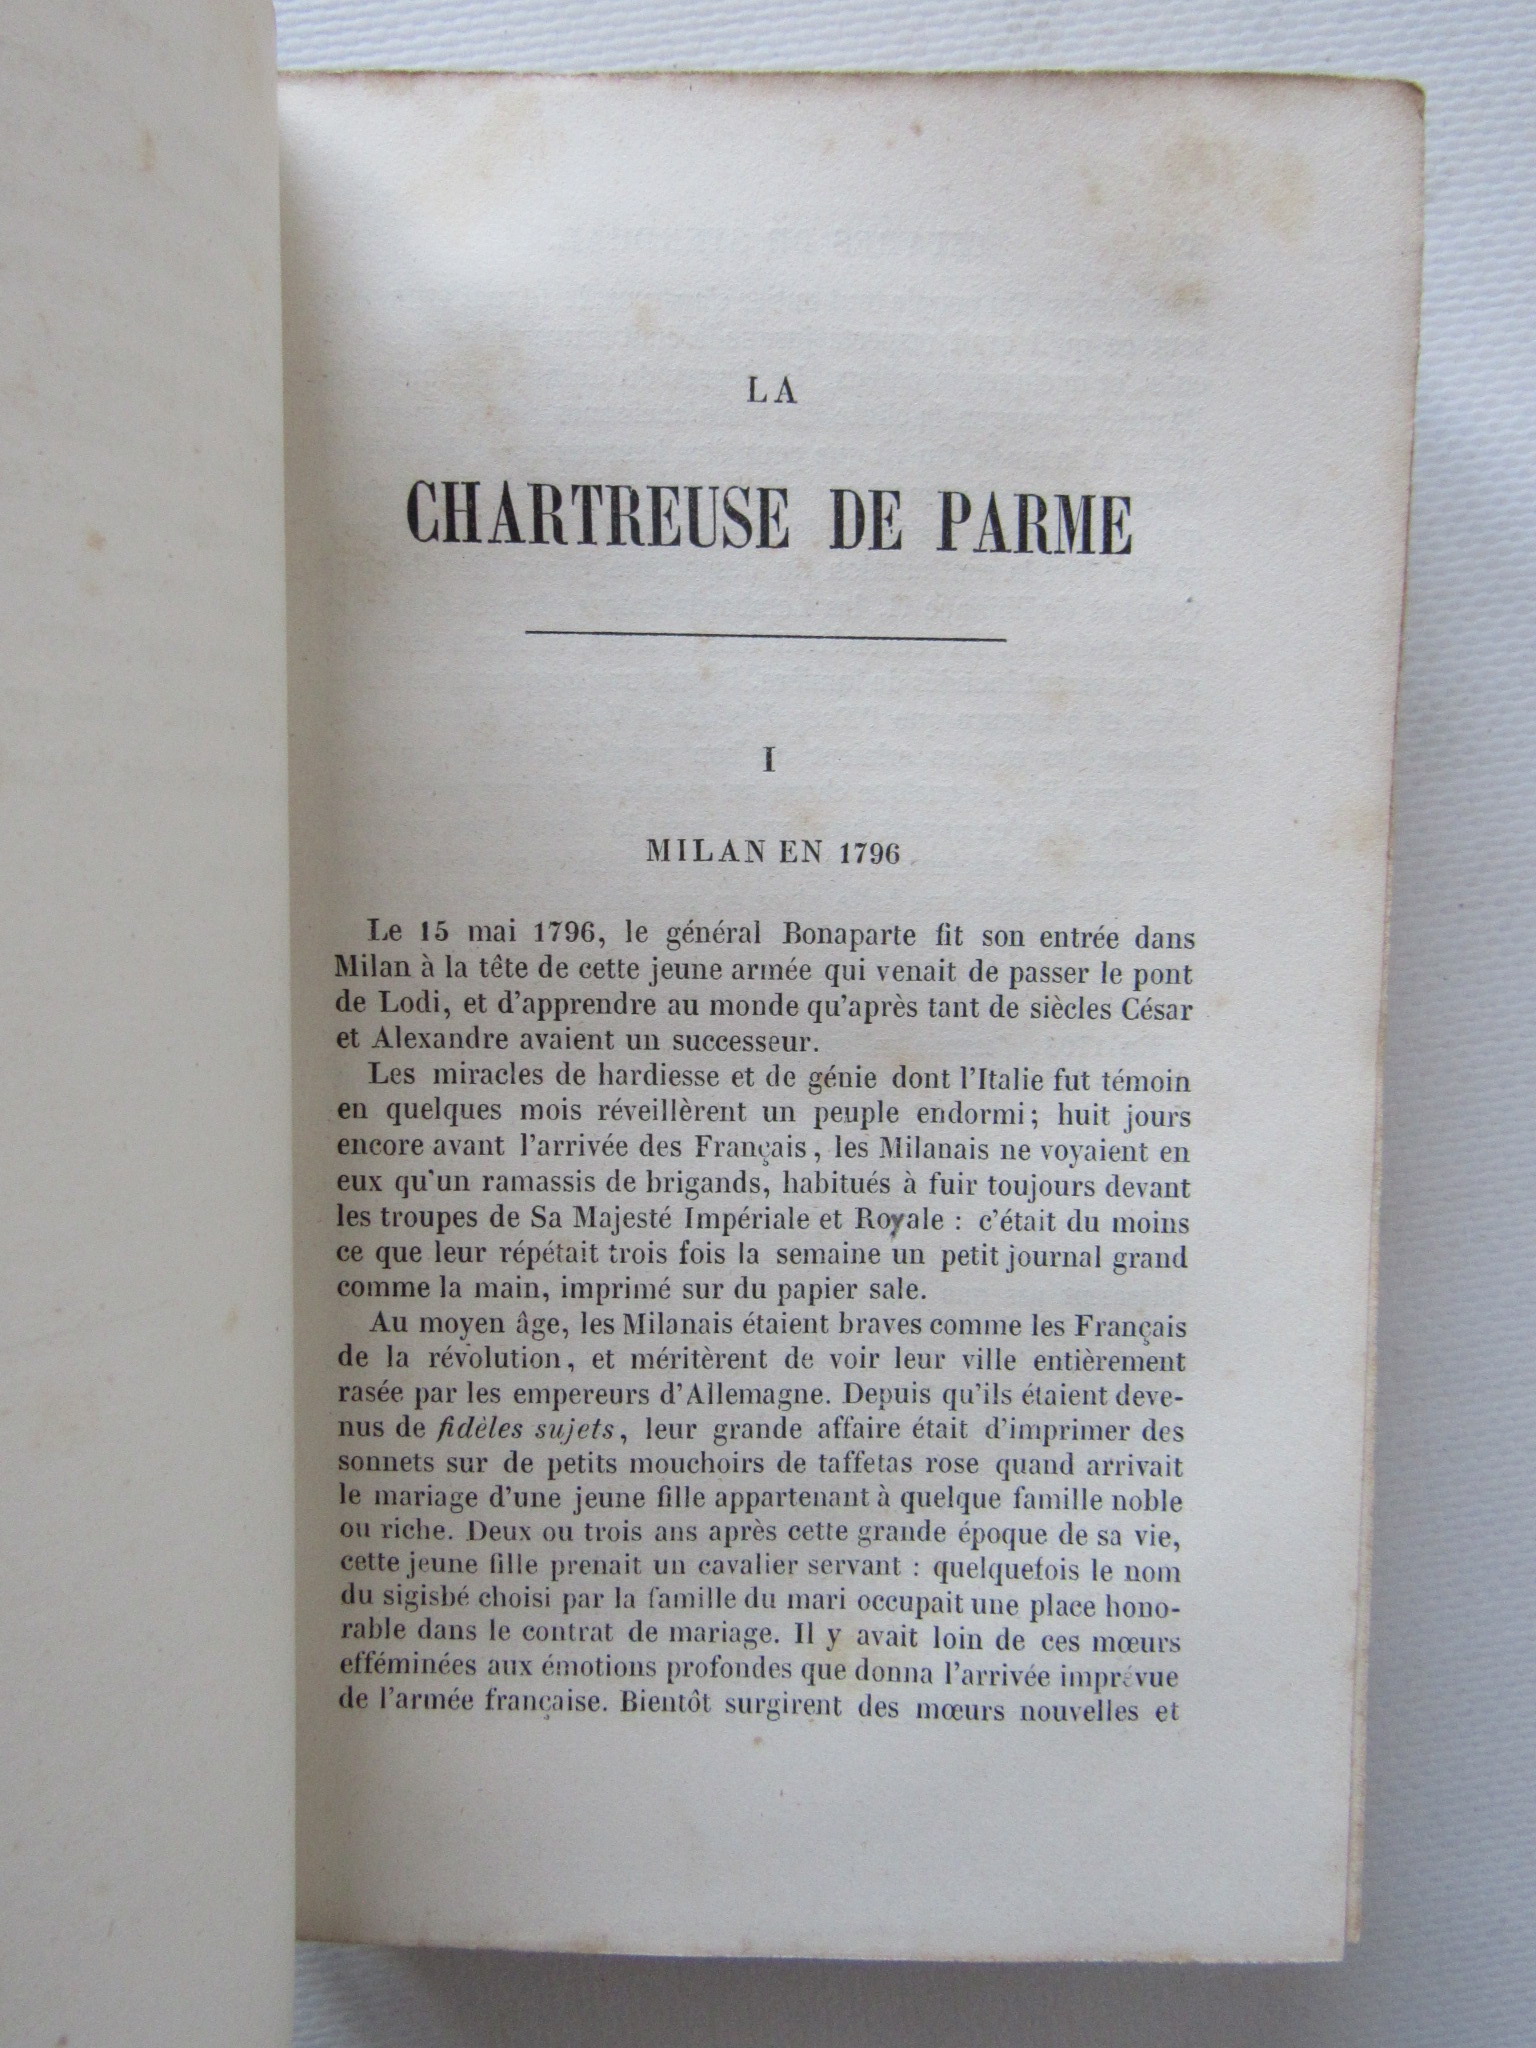 LA
CHARTREUSE DE PARME
I
MILAN EN 1796
Le 15 mai 1796, le général Bonaparte fit son entrée dans
Milan à la tête de cette jeune armée qui venait de passer le pont
de Lodi, et d'apprendre au monde qu'après tant de siècles César
et Alexandre avaient un successeur.
Les miracles de hardiesse et de génie dont l'Italie fut témoin
en quelques mois réveillèrent un peuple endormi; huit jours
encore avant l'arrivée des Français, les Milanais ne voyaient en
eux qu'un ramassis de brigands, habitués à fuir toujours devant
les troupes de Sa Majesté Impériale et Royale : c'était du moins
ce que leur répétait trois fois la semaine un petit journal grand
comme la main, imprimé sur du papier sale.
Au moyen âge, les Milanais étaient braves comme les Français
de la révolution, et méritèrent de voir leur ville entièrement
rasée par les empereurs d'Allemagne. Depuis qu'ils étaient deve-
nus de fidèles sujets, leur grande affaire était d'imprimer des
sonnets sur de petits mouchoirs de taffetas rose quand arrivait
le mariage d'une jeune fille appartenant à quelque famille noble
ou riche. Deux ou trois ans après cette grande époque de sa vie,
cette jeune fille prenait un cavalier servant : quelquefois le nom
du sigisbé choisi par la famille du mari occupait une place hono-
rable dans le contrat de mariage. Il y avait loin de ces mœurs
efféminées aux émotions profondes que donna l'arrivée imprévue
de l'armée française. Bientôt surgirent des mœurs nouvelles et